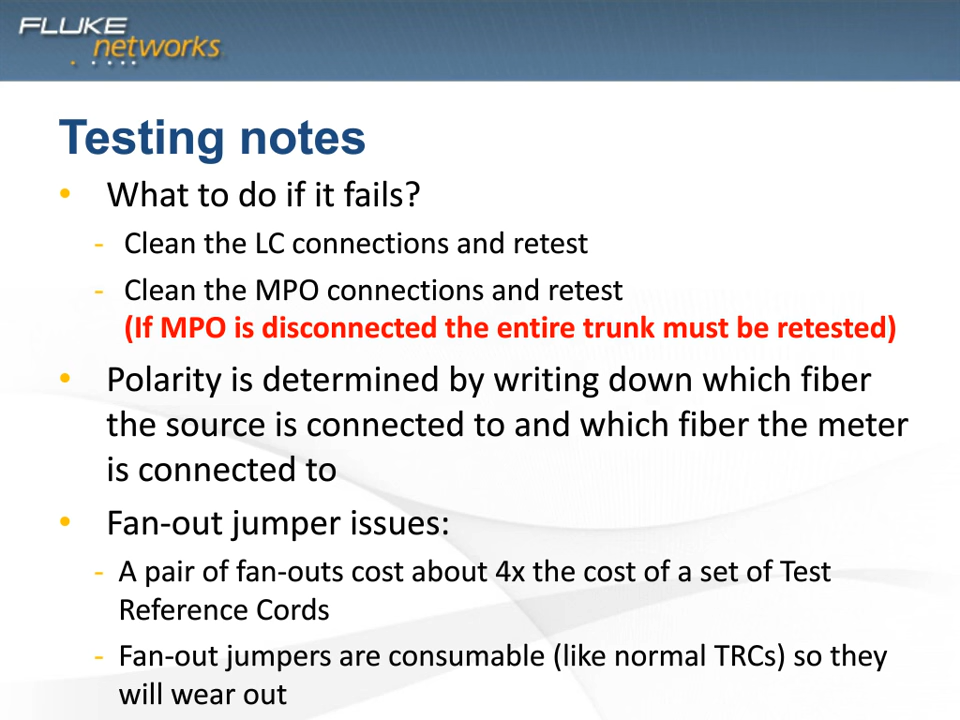 FLUKE
networks
Testing notes
• What to do if it fails?
- Clean the LC connections and retest
- Clean the MPO connections and retest
(If MPO is disconnected the entire trunk must be retested)
• Polarity is determined by writing down which fiber
the source is connected to and which fiber the meter
is connected to
• Fan-out jumper issues:
- A pair of fan-outs cost about 4x the cost of a set of Test
Reference Cords
- Fan-out jumpers are consumable (like normal TRCs) so they
will wear out